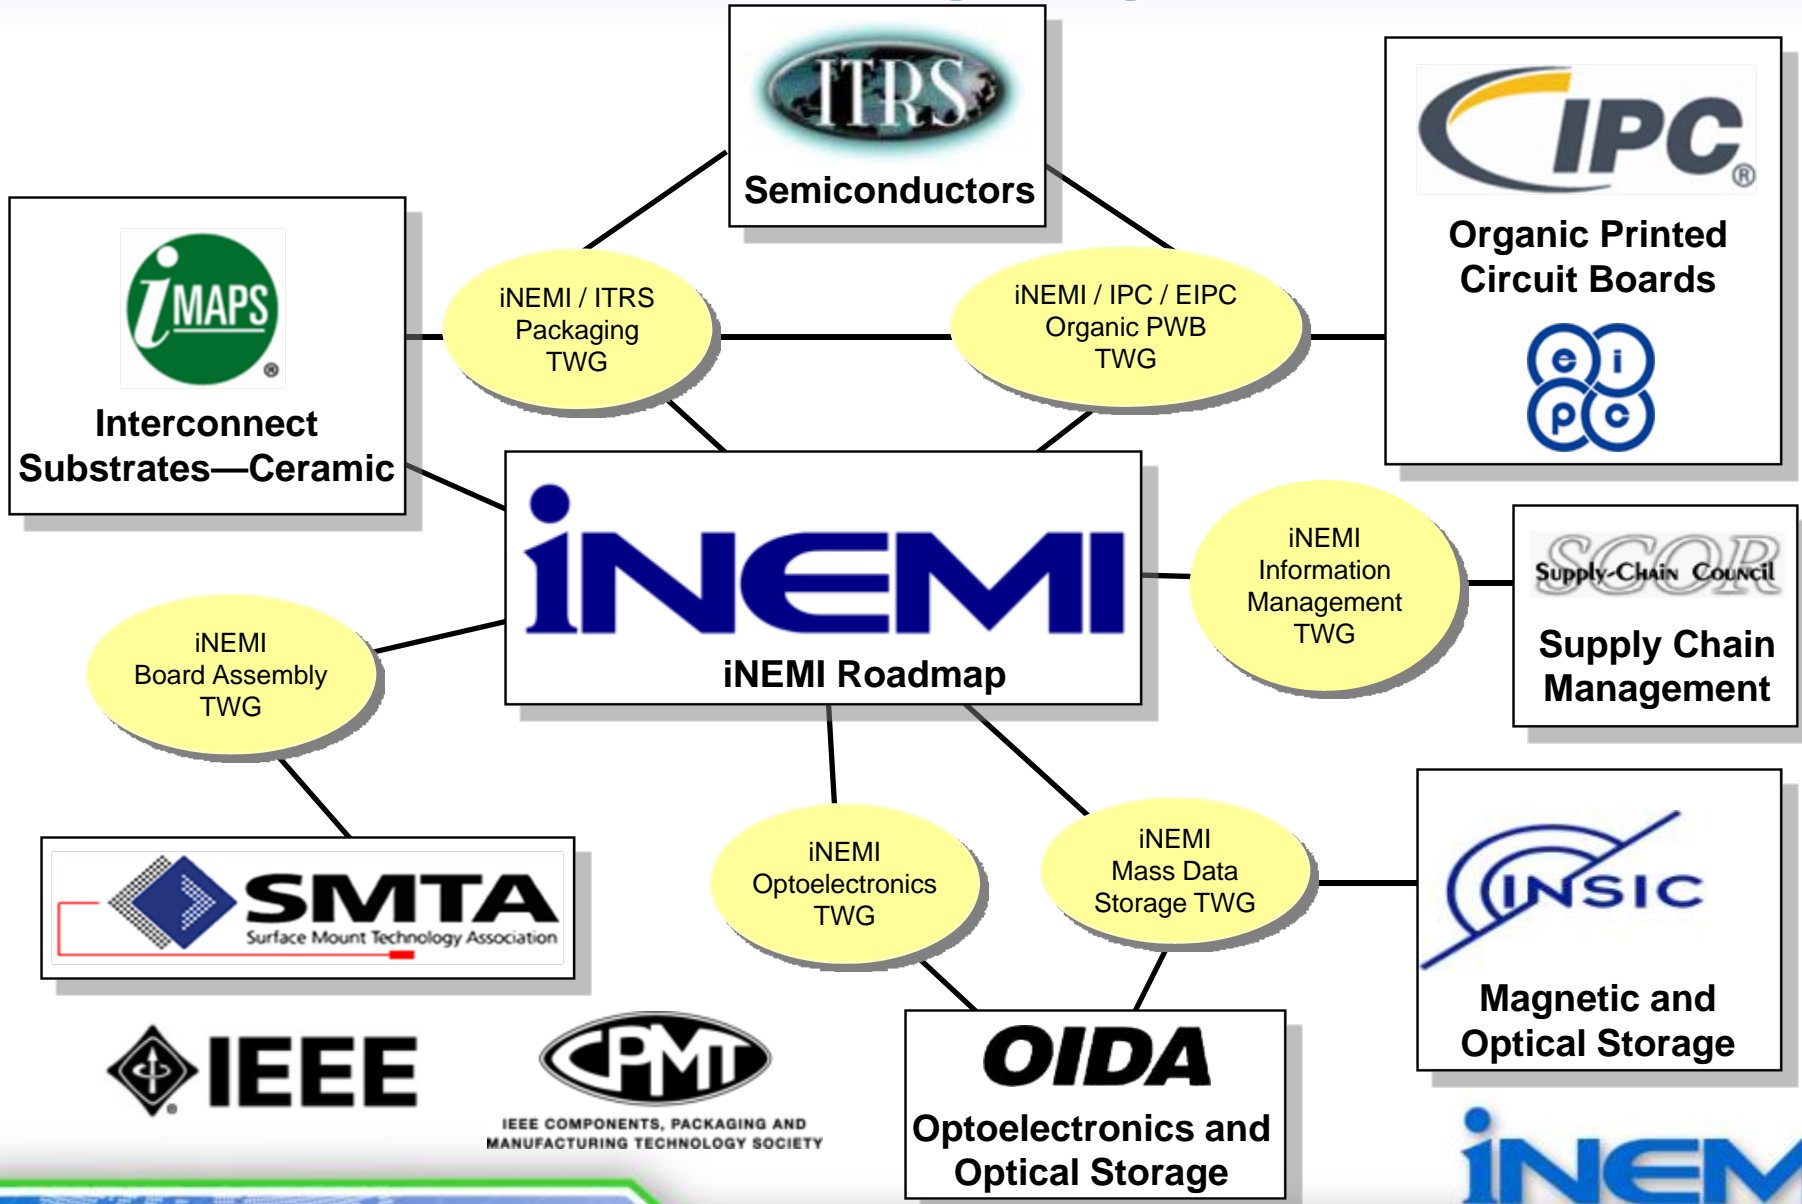 ITRS
Semiconductors
IPC®
Organic Printed
Circuit Boards
e i
p c
iMAPS®
Interconnect
Substrates—Ceramic
iNEMI / ITRS
Packaging
TWG
iNEMI / IPC / EIPC
Organic PWB
TWG
iNEMI
iNEMI Roadmap
iNEMI
Information
Management
TWG
SCOR
Supply-Chain Council
Supply Chain
Management
iNEMI
Board Assembly
TWG
SMTA
Surface Mount Technology Association
iNEMI
Optoelectronics
TWG
iNEMI
Mass Data
Storage TWG
INSIC
Magnetic and
Optical Storage
IEEE®
CPMT
IEEE COMPONENTS, PACKAGING AND
MANUFACTURING TECHNOLOGY SOCIETY
OIDA
Optoelectronics and
Optical Storage
iNEM